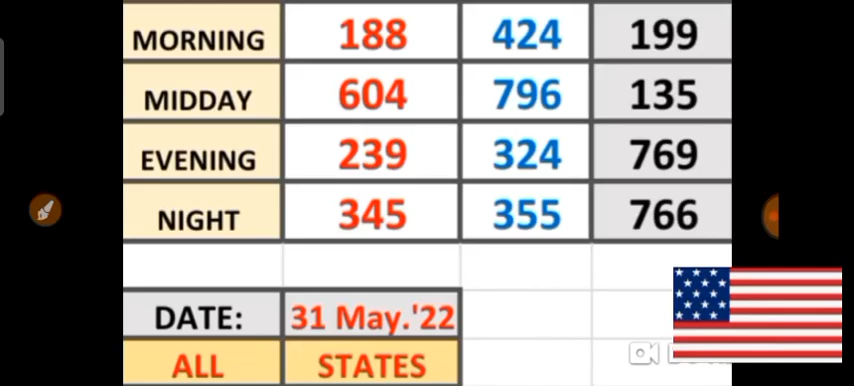 MORNING 188 424 199
MIDDAY 604 796 135
EVENING 239 324 769
NIGHT 345 355 766
DATE: 31 May.'22
ALL STATES